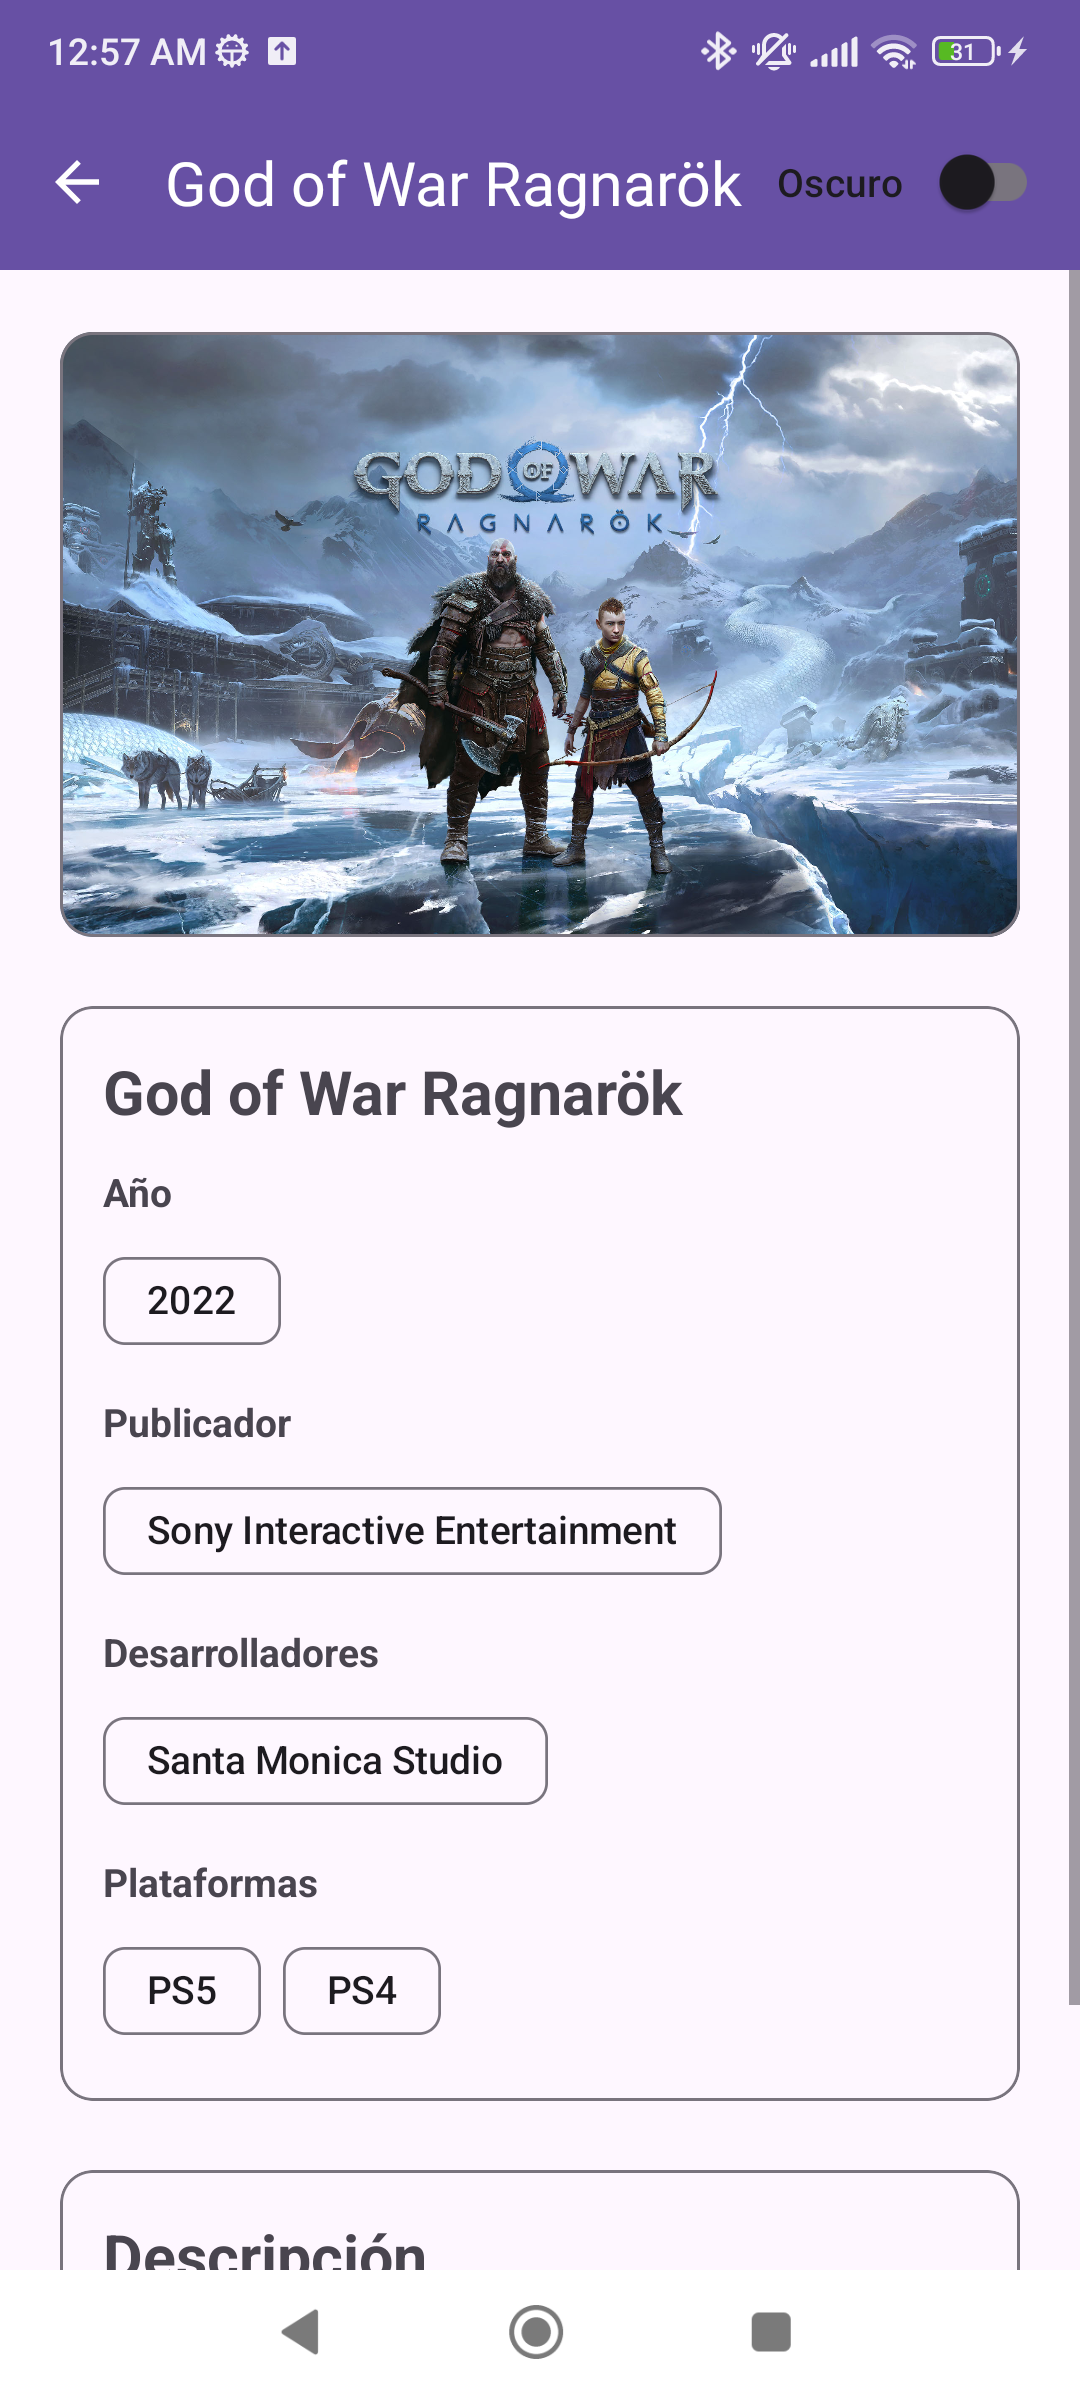 12:57 AM
31
God of War Ragnarök
Oscuro
GOD OF WAR
RAGNARÖK
God of War Ragnarök
Año
2022
Publicador
Sony Interactive Entertainment
Desarrolladores
Santa Monica Studio
Plataformas
PS5 PS4
Descripción